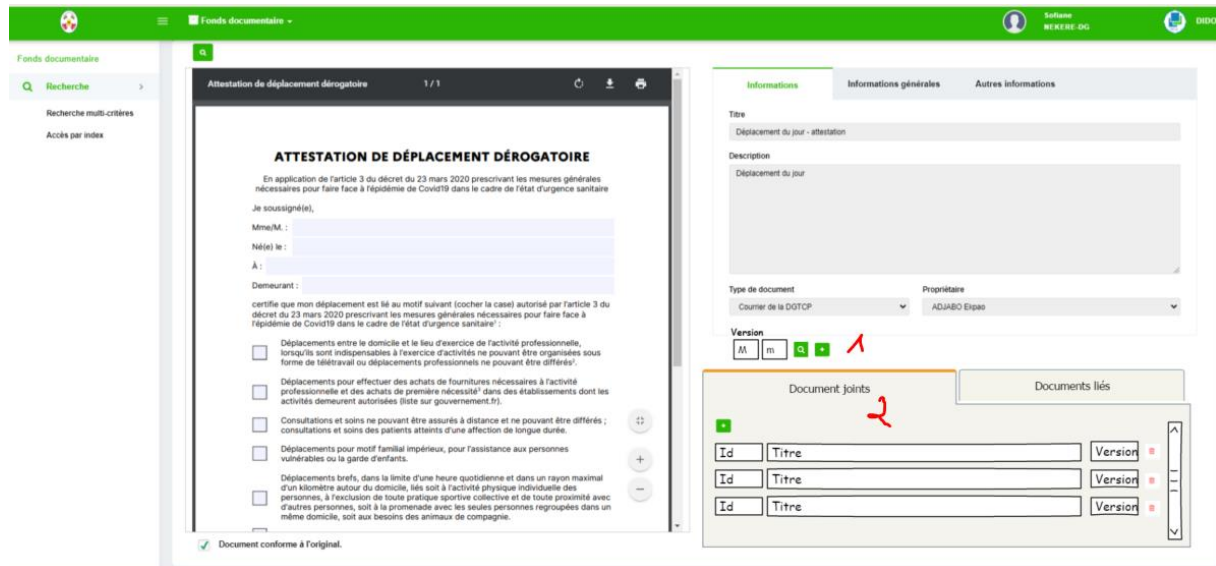 Fonds documentaire
Sofiane
NEKERE-DG
DIDO
Fonds documentaire
Recherche
Recherche multi-critères
Accès par index
Attestation de déplacement dérogatoire
1 / 1
ATTESTATION DE DÉPLACEMENT DÉROGATOIRE
En application de l'article 3 du décret du 23 mars 2020 prescrivant les mesures générales
nécessaires pour faire face à l'épidémie de Covid19 dans le cadre de l'état d'urgence sanitaire
Je soussigné(e),
Mme/M. :
Né(e) le :
À :
Demeurant :
certifie que mon déplacement est lié au motif suivant (cocher la case) autorisé par l'article 3 du
décret du 23 mars 2020 prescrivant les mesures générales nécessaires pour faire face à
l'épidémie de Covid19 dans le cadre de l'état d'urgence sanitaire¹ :
Déplacements entre le domicile et le lieu d'exercice de l'activité professionnelle,
lorsqu'ils sont indispensables à l'exercice d'activités ne pouvant être organisées sous
forme de télétravail ou déplacements professionnels ne pouvant être différés².
Déplacements pour effectuer des achats de fournitures nécessaires à l'activité
professionnelle et des achats de première nécessité³ dans des établissements dont les
activités demeurent autorisées (liste sur gouvernement.fr).
Consultations et soins ne pouvant être assurés à distance et ne pouvant être différés ;
consultations et soins des patients atteints d'une affection de longue durée.
Déplacements pour motif familial impérieux, pour l'assistance aux personnes
vulnérables ou la garde d'enfants.
Déplacements brefs, dans la limite d'une heure quotidienne et dans un rayon maximal
d'un kilomètre autour du domicile, liés soit à l'activité physique individuelle des
personnes, à l'exclusion de toute pratique sportive collective et de toute proximité avec
d'autres personnes, soit à la promenade avec les seules personnes regroupées dans un
même domicile, soit aux besoins des animaux de compagnie.
Document conforme à l'original.
Informations
Informations générales
Autres informations
Titre
Déplacement du jour - attestation
Description
Déplacement du jour
Type de document
Propriétaire
Courrier de la DGTCP
ADJABO Ekpao
Version
M m
1
Document joints
Documents liés
2
Id Titre Version
Id Titre Version
Id Titre Version